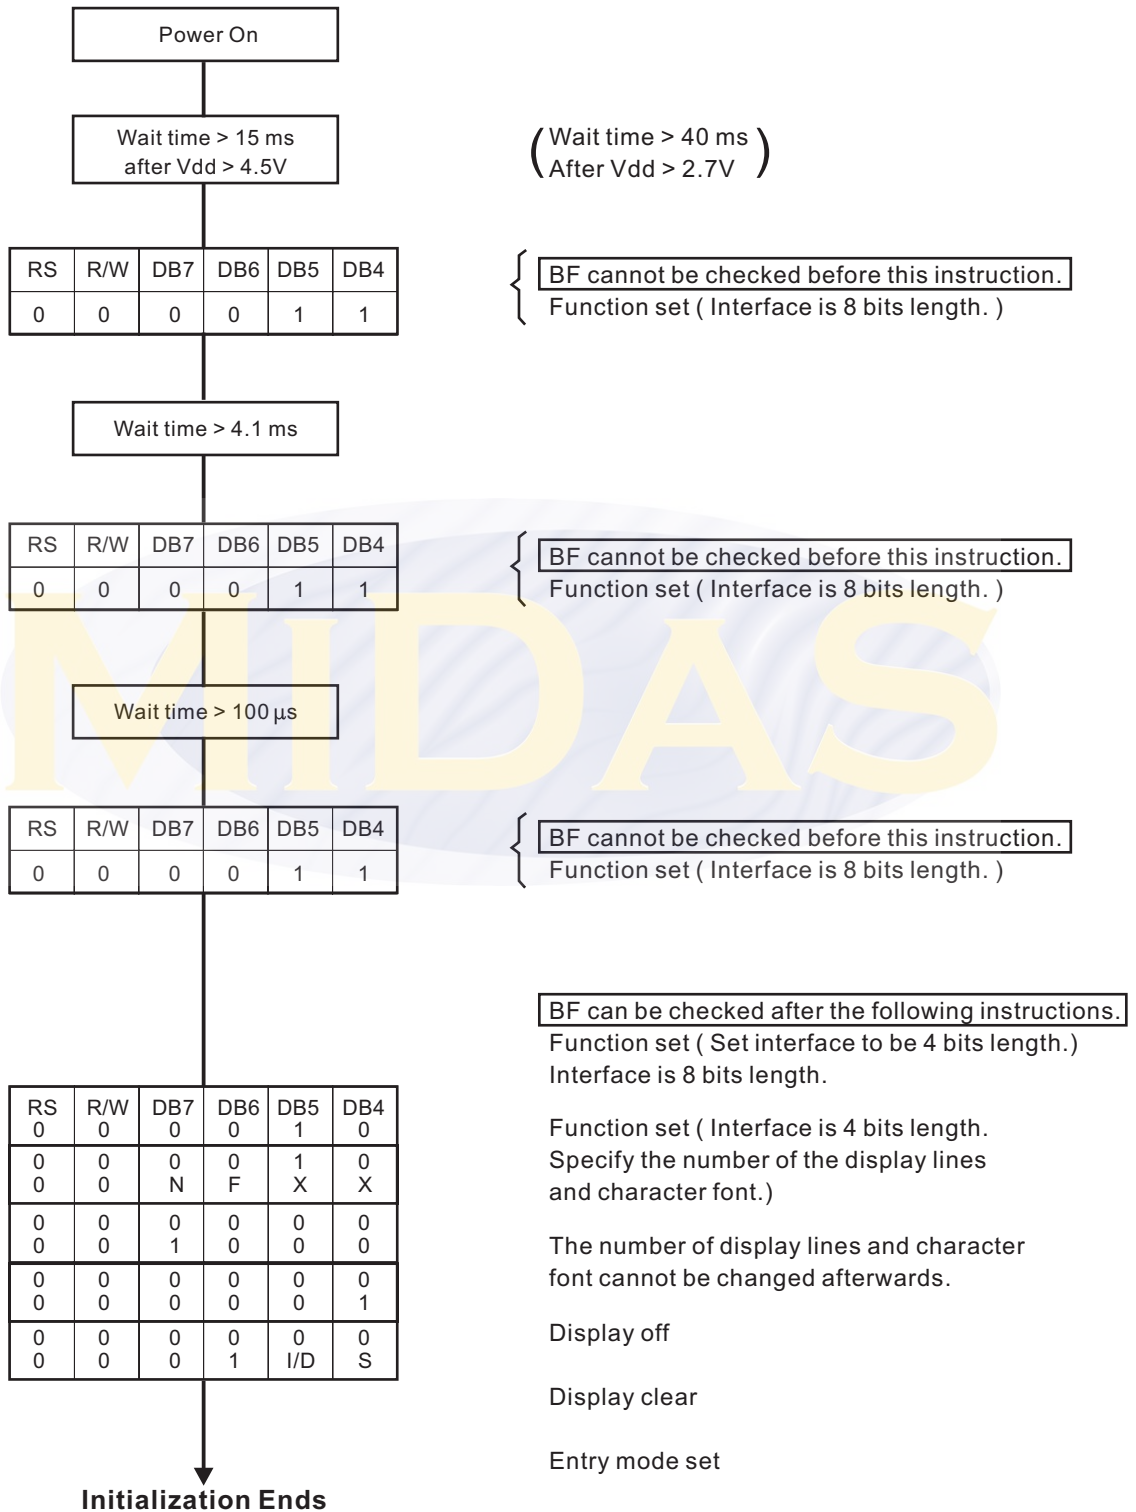 Power On
Wait time > 15 ms
after Vdd > 4.5V
(Wait time > 40 ms
After Vdd > 2.7V)
RS R/W DB7 DB6 DB5 DB4
0 0 0 0 1 1
BF cannot be checked before this instruction.
Function set ( Interface is 8 bits length. )
Wait time > 4.1 ms
RS R/W DB7 DB6 DB5 DB4
0 0 0 0 1 1
BF cannot be checked before this instruction.
Function set ( Interface is 8 bits length. )
MIDAS
Wait time > 100 µs
RS R/W DB7 DB6 DB5 DB4
0 0 0 0 1 1
BF cannot be checked before this instruction.
Function set ( Interface is 8 bits length. )
BF can be checked after the following instructions.
Function set ( Set interface to be 4 bits length.)
Interface is 8 bits length.
RS R/W DB7 DB6 DB5 DB4
0 0 0 0 1 0
0 0 0 0 1 0
0 0 N F X X
0 0 0 0 0 0
0 0 1 0 0 0
0 0 0 0 0 0
0 0 0 0 0 1
0 0 0 0 0 0
0 0 0 1 I/D S
Function set ( Interface is 4 bits length.
Specify the number of the display lines
and character font.)
The number of display lines and character
font cannot be changed afterwards.
Display off
Display clear
Entry mode set
Initialization Ends